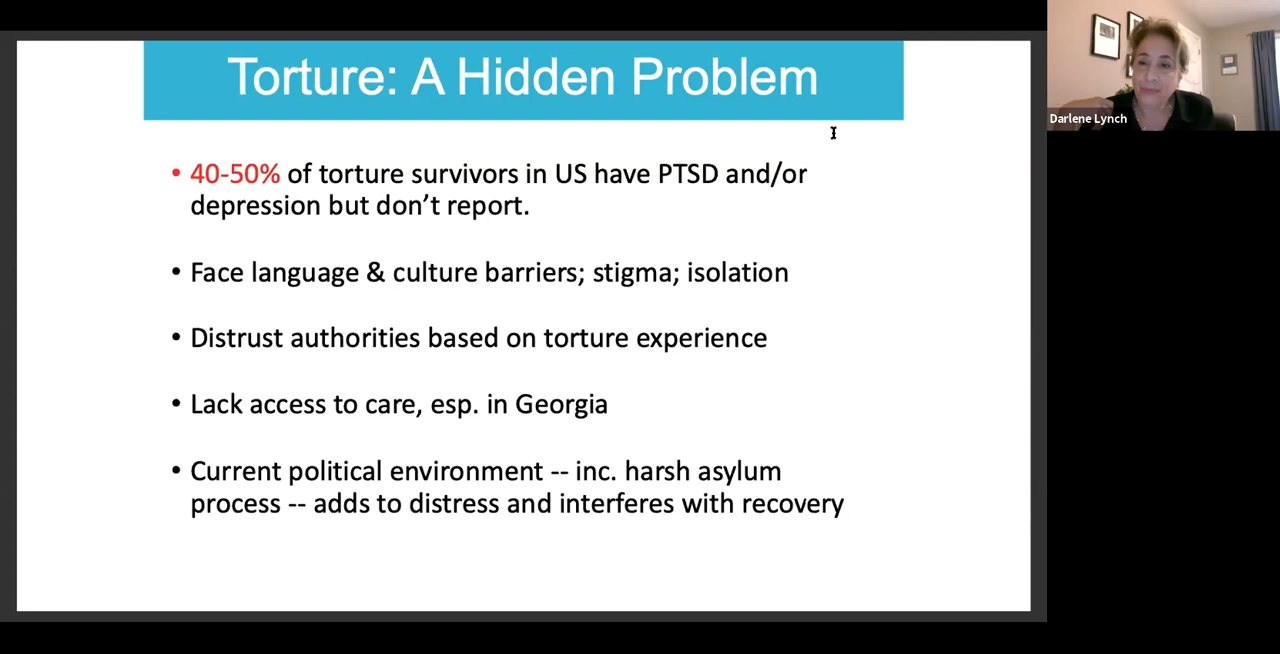 Torture: A Hidden Problem
• 40-50% of torture survivors in US have PTSD and/or
depression but don’t report.
• Face language & culture barriers; stigma; isolation
• Distrust authorities based on torture experience
• Lack access to care, esp. in Georgia
• Current political environment -- inc. harsh asylum
process -- adds to distress and interferes with recovery
Darlene Lynch